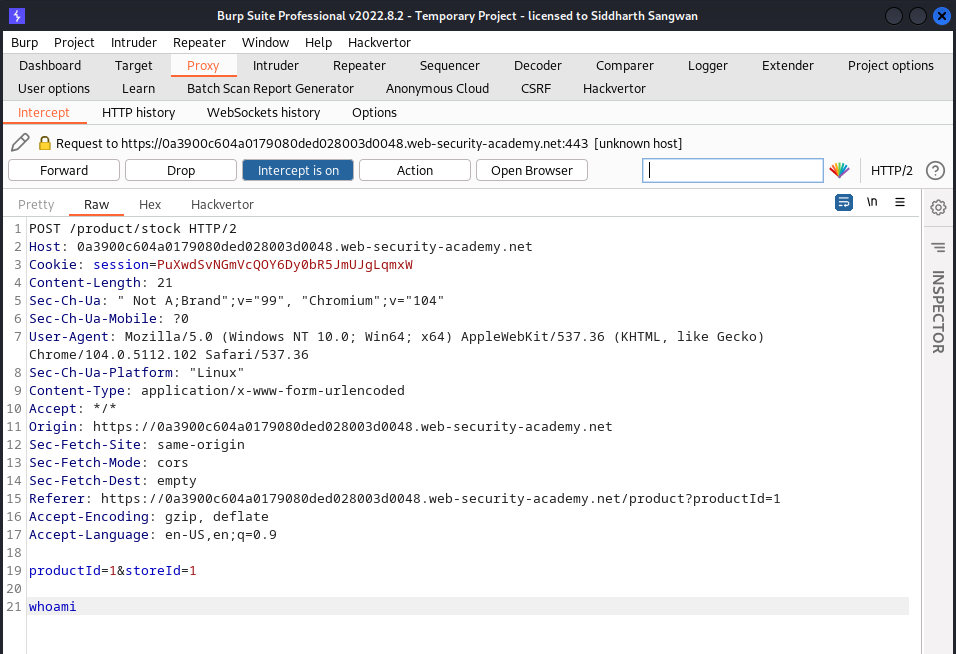 Burp Suite Professional v2022.8.2 - Temporary Project - licensed to Siddharth Sangwan
Burp Project Intruder Repeater Window Help Hackvertor
Dashboard Target Proxy Intruder Repeater Sequencer Decoder Comparer Logger Extender Project options
User options Learn Batch Scan Report Generator Anonymous Cloud CSRF Hackvertor
Intercept HTTP history WebSockets history Options
Request to https://0a3900c604a0179080ded028003d0048.web-security-academy.net:443 [unknown host]
Forward Drop Intercept is on Action Open Browser HTTP/2 ?
Pretty Raw Hex Hackvertor \n
1 POST /product/stock HTTP/2
2 Host: 0a3900c604a0179080ded028003d0048.web-security-academy.net
3 Cookie: session=PuXwdSvNGmVcQOY6Dy0bR5JmUJgLqmxW
4 Content-Length: 21
5 Sec-Ch-Ua: " Not A;Brand";v="99", "Chromium";v="104"
6 Sec-Ch-Ua-Mobile: ?0
7 User-Agent: Mozilla/5.0 (Windows NT 10.0; Win64; x64) AppleWebKit/537.36 (KHTML, like Gecko)
Chrome/104.0.5112.102 Safari/537.36
8 Sec-Ch-Ua-Platform: "Linux"
9 Content-Type: application/x-www-form-urlencoded
10 Accept: */*
11 Origin: https://0a3900c604a0179080ded028003d0048.web-security-academy.net
12 Sec-Fetch-Site: same-origin
13 Sec-Fetch-Mode: cors
14 Sec-Fetch-Dest: empty
15 Referer: https://0a3900c604a0179080ded028003d0048.web-security-academy.net/product?productId=1
16 Accept-Encoding: gzip, deflate
17 Accept-Language: en-US,en;q=0.9
18
19 productId=1&storeId=1
20
21 whoami
INSPECTOR